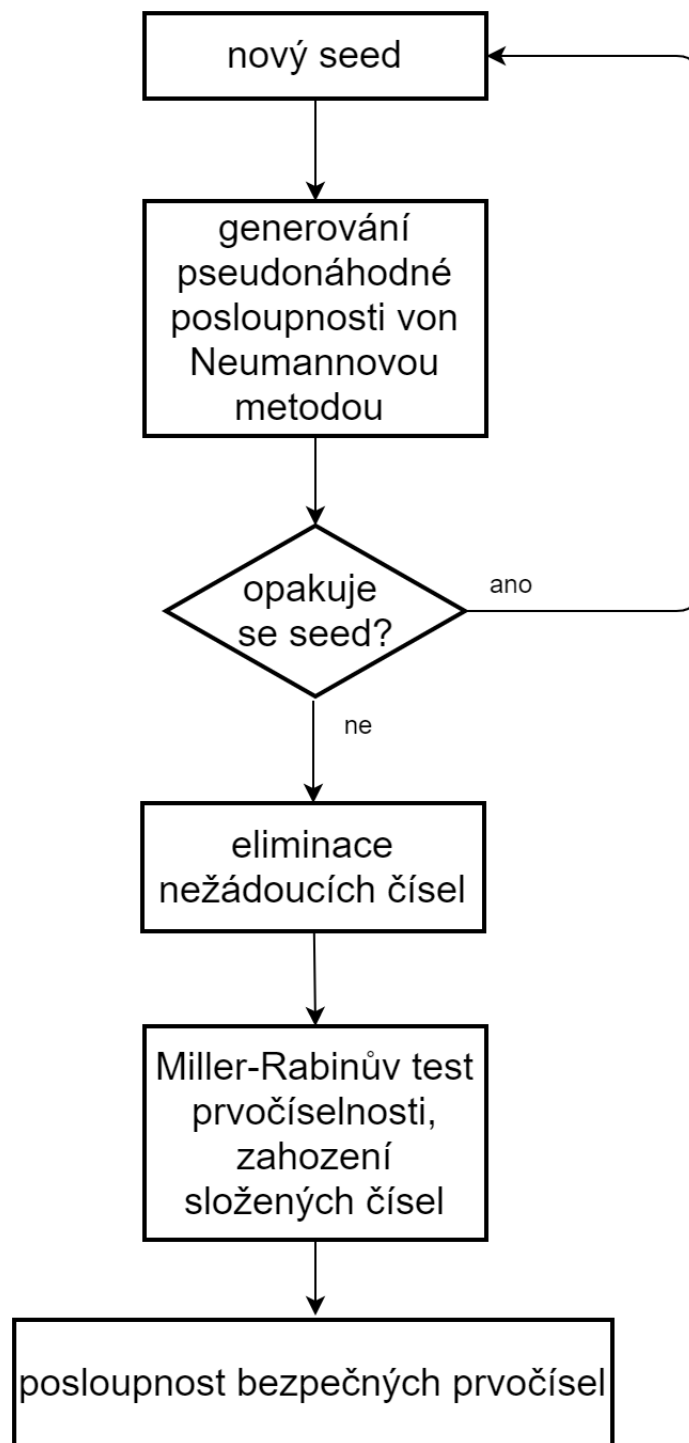 nový seed
generování
pseudonáhodné
posloupnosti von
Neumannovou
metodou
opakuje
se seed?
ano
ne
eliminace
nežádoucích čísel
Miller-Rabinův test
prvočíselnosti,
zahození
složených čísel
posloupnost bezpečných prvočísel